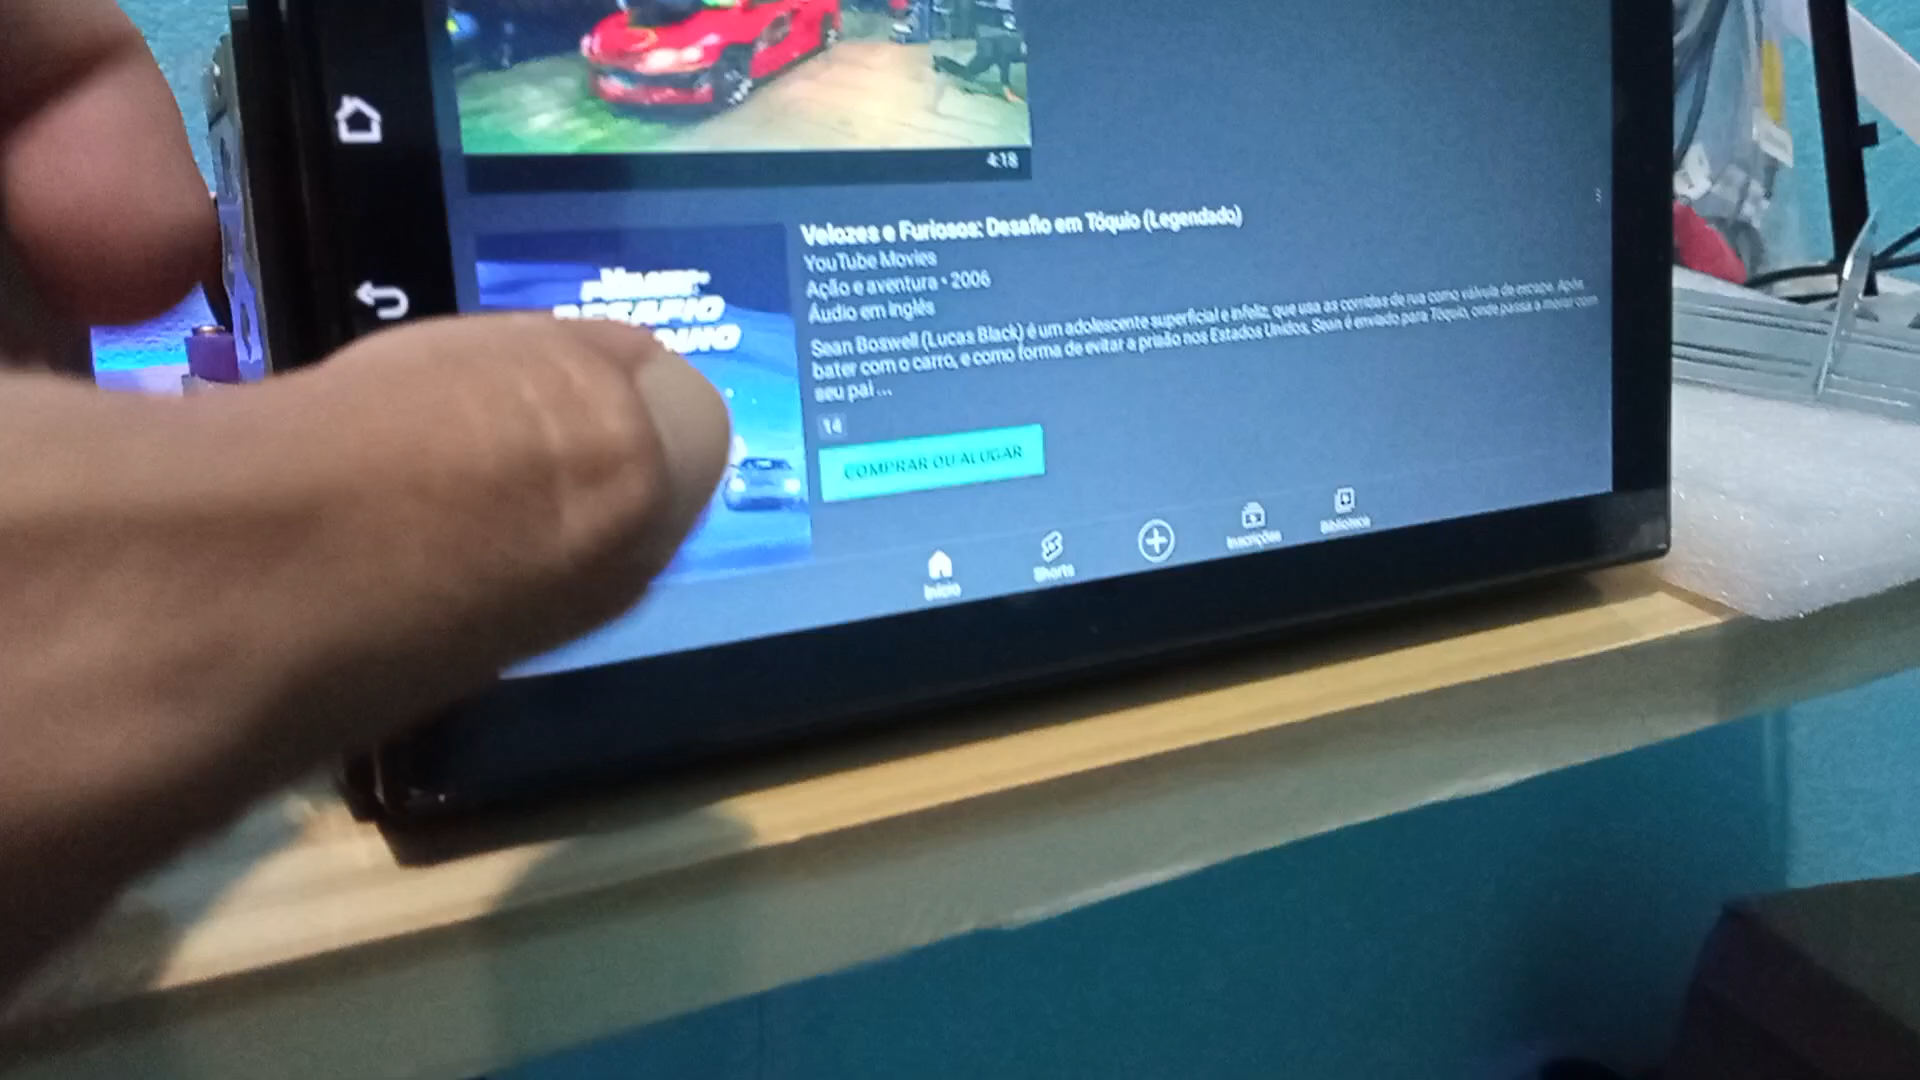 4:18
Velozes e Furiosos: Desafio em Tóquio (Legendado)
YouTube Movies
Ação e aventura • 2006
Áudio em inglês
Sean Boswell (Lucas Black) é um adolescente superficial e infeliz, que usa as corridas de rua como válvula de escape. Após
bater com o carro, e como forma de evitar a prisão nos Estados Unidos, Sean é enviado para Tóquio, onde passa a morar com
seu pai ...
14
COMPRAR OU ALUGAR
Início
Shorts
Inscrições
Biblioteca